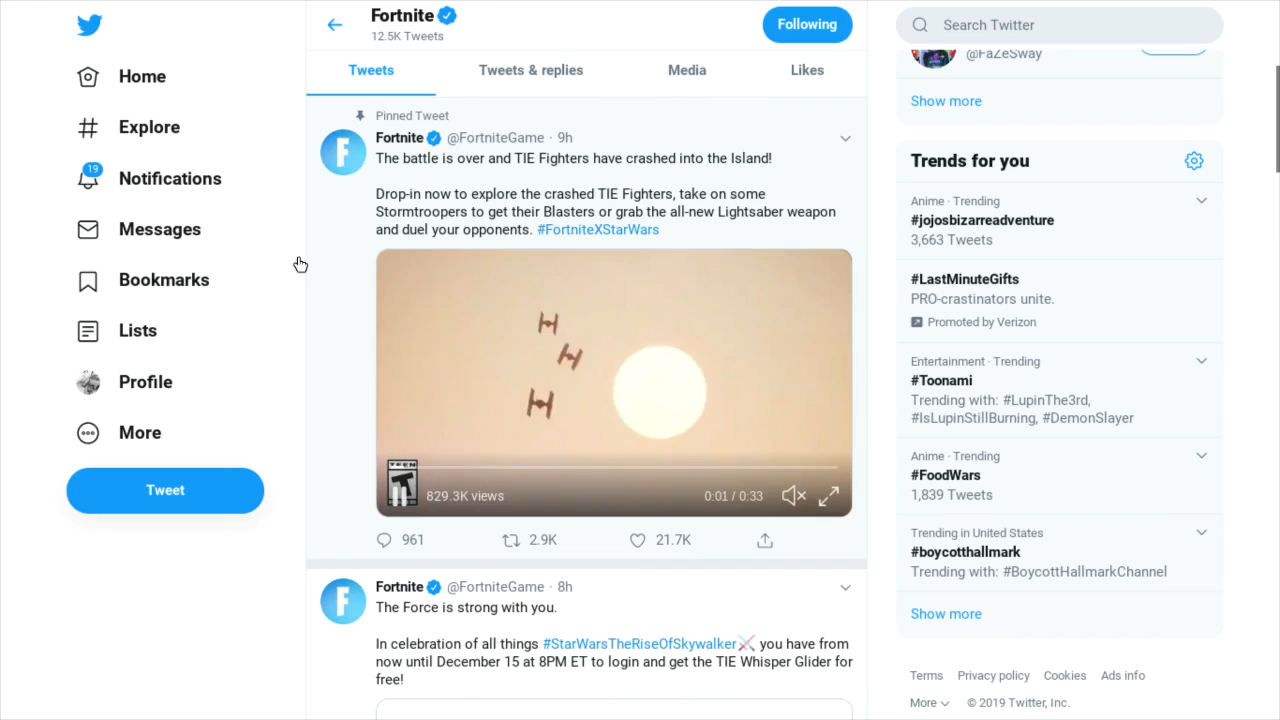 Home
Explore
19
Notifications
Messages
Bookmarks
Lists
Profile
More
Tweet
Fortnite
12.5K Tweets
Following
Tweets
Tweets & replies
Media
Likes
Pinned Tweet
Fortnite @FortniteGame · 9h
The battle is over and TIE Fighters have crashed into the Island!
Drop-in now to explore the crashed TIE Fighters, take on some
Stormtroopers to get their Blasters or grab the all-new Lightsaber weapon
and duel your opponents. #FortniteXStarWars
TEEN
T
829.3K views
0:01 / 0:33
961
2.9K
21.7K
Fortnite @FortniteGame · 8h
The Force is strong with you.
In celebration of all things #StarWarsTheRiseOfSkywalker⚔️ you have from
now until December 15 at 8PM ET to login and get the TIE Whisper Glider for
free!
Search Twitter
@FaZeSway
Show more
Trends for you
Anime · Trending
#jojosbizarreadventure
3,663 Tweets
#LastMinuteGifts
PRO-crastinators unite.
Promoted by Verizon
Entertainment · Trending
#Toonami
Trending with: #LupinThe3rd,
#IsLupinStillBurning, #DemonSlayer
Anime · Trending
#FoodWars
1,839 Tweets
Trending in United States
#boycotthallmark
Trending with: #BoycottHallmarkChannel
Show more
Terms Privacy policy Cookies Ads info
More © 2019 Twitter, Inc.